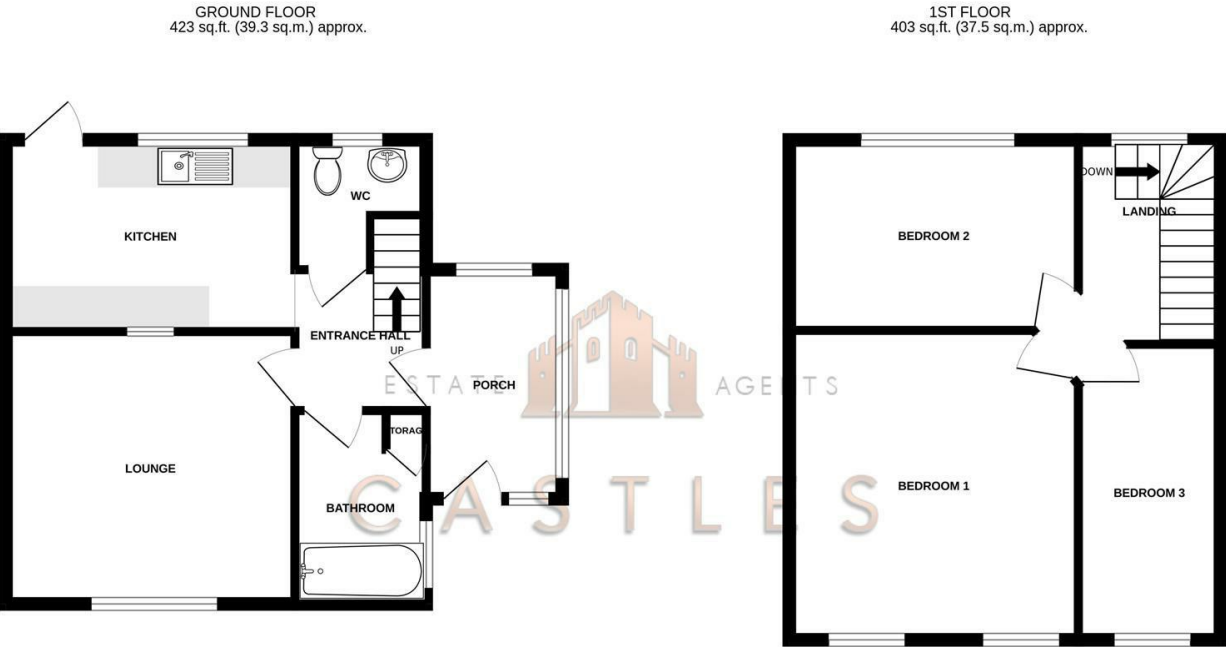 GROUND FLOOR
423 sq.ft. (39.3 sq.m.) approx.
1ST FLOOR
403 sq.ft. (37.5 sq.m.) approx.
WC
KITCHEN
ENTRANCE HALL
UP
PORCH
LOUNGE
TORAG
BATHROOM
DOWN
LANDING
BEDROOM 2
BEDROOM 1
BEDROOM 3
ESTATE AGENTS
CASTLES